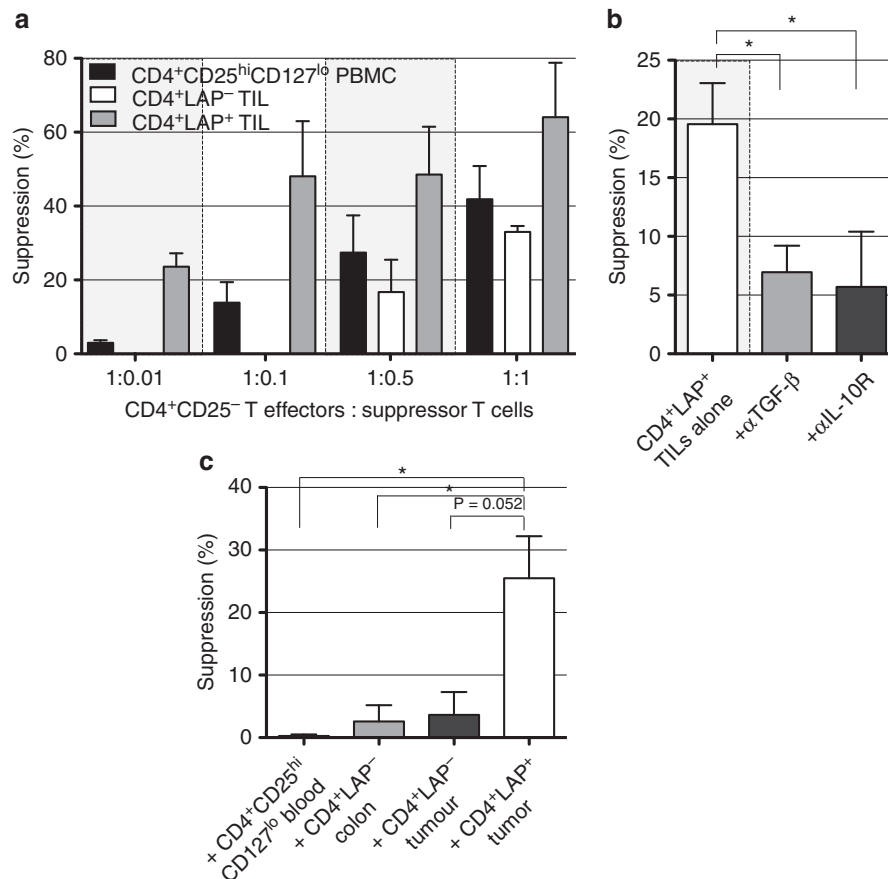 a
80
60
40
20
0
Suppression (%)
CD4⁺CD25ʰⁱCD127ˡᵒ PBMC
CD4⁺LAP⁻ TIL
CD4⁺LAP⁺ TIL
1:0.01 1:0.1 1:0.5 1:1
CD4⁺CD25⁻ T effectors : suppressor T cells
b
* 
*
25
20
15
10
5
0
Suppression (%)
CD4⁺LAP⁺
TILs alone
+αTGF-β
+αIL-10R
c
*
*
P = 0.052
40
30
20
10
0
Suppression (%)
+ CD4⁺CD25ʰⁱ
CD127ˡᵒ blood
+ CD4⁺LAP⁻
colon
+ CD4⁺LAP⁻
tumour
+ CD4⁺LAP⁺
tumor